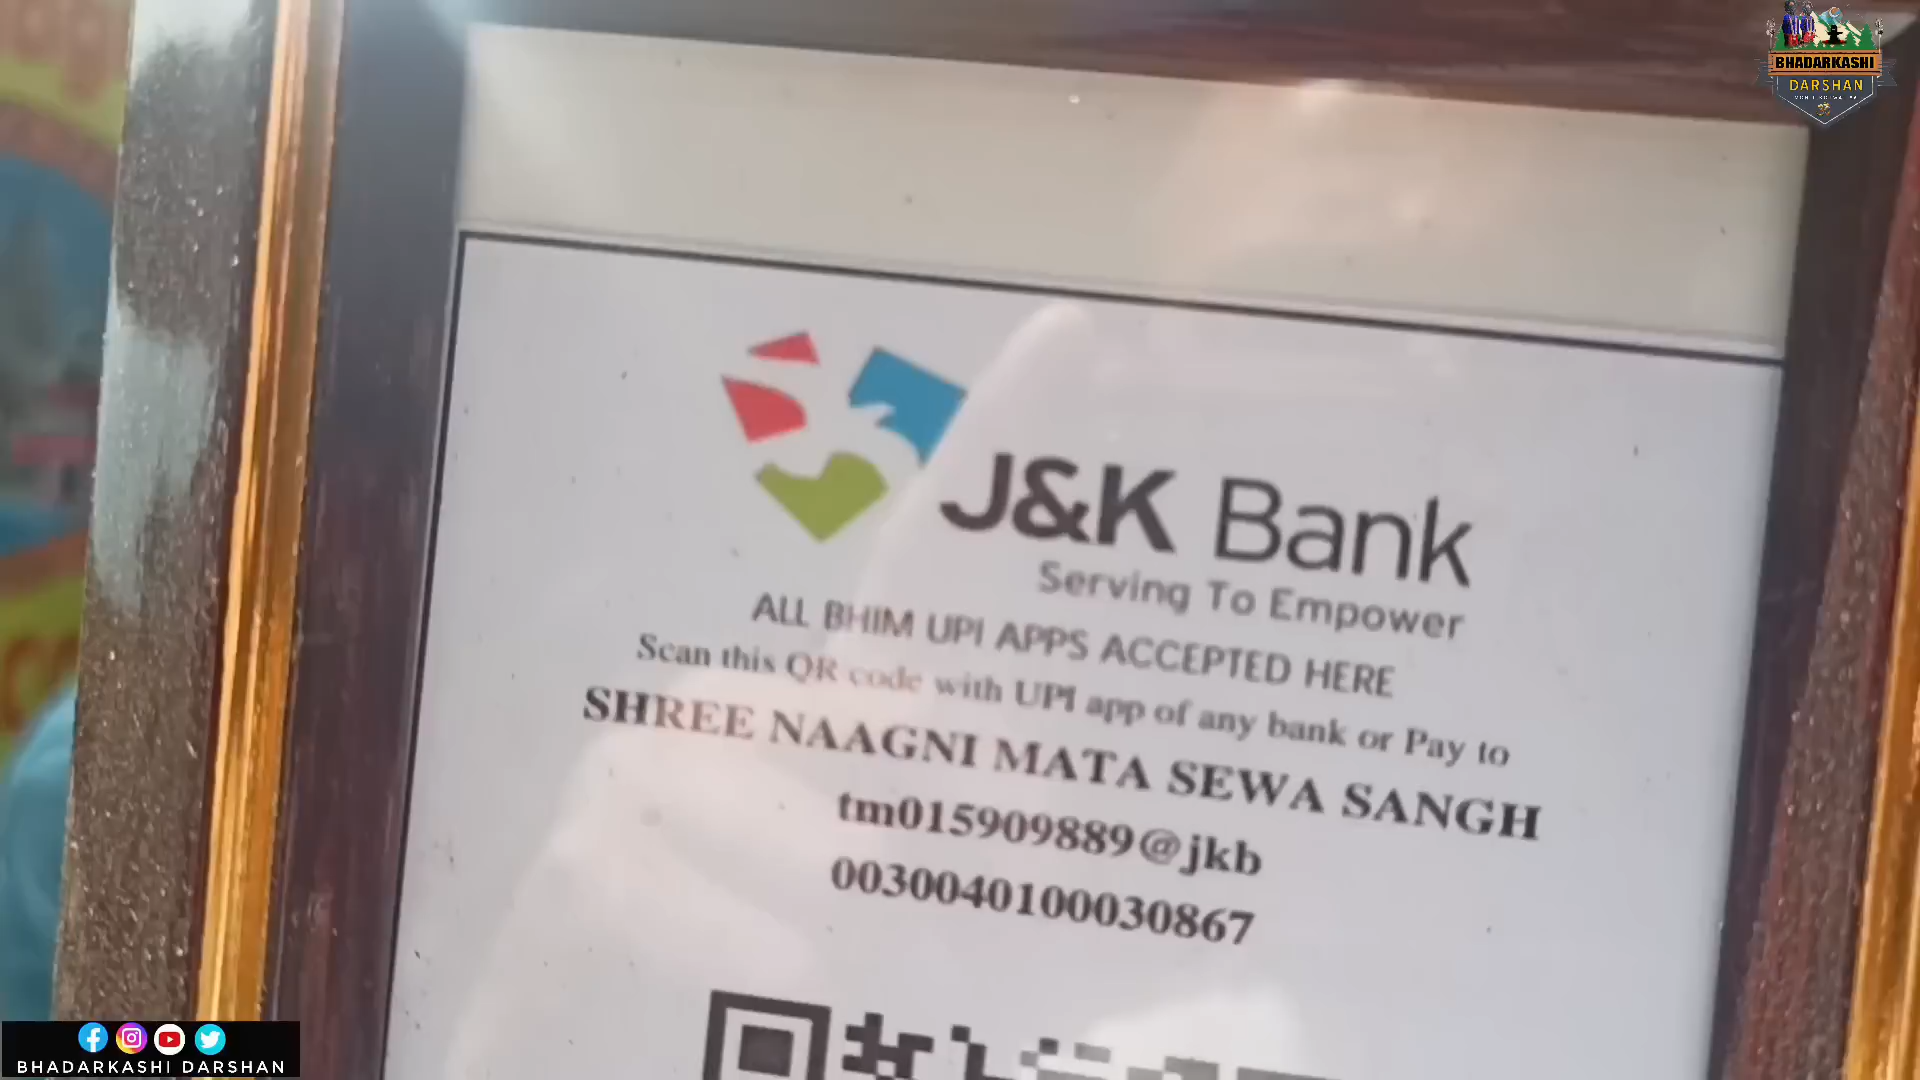 BHADARKASHI
DARSHAN
J&K Bank
Serving To Empower
ALL BHIM UPI APPS ACCEPTED HERE
Scan this QR code with UPI app of any bank or Pay to
SHREE NAAGNI MATA SEWA SANGH
tm015909889@jkb
0030040100030867
BHADARKASHI DARSHAN